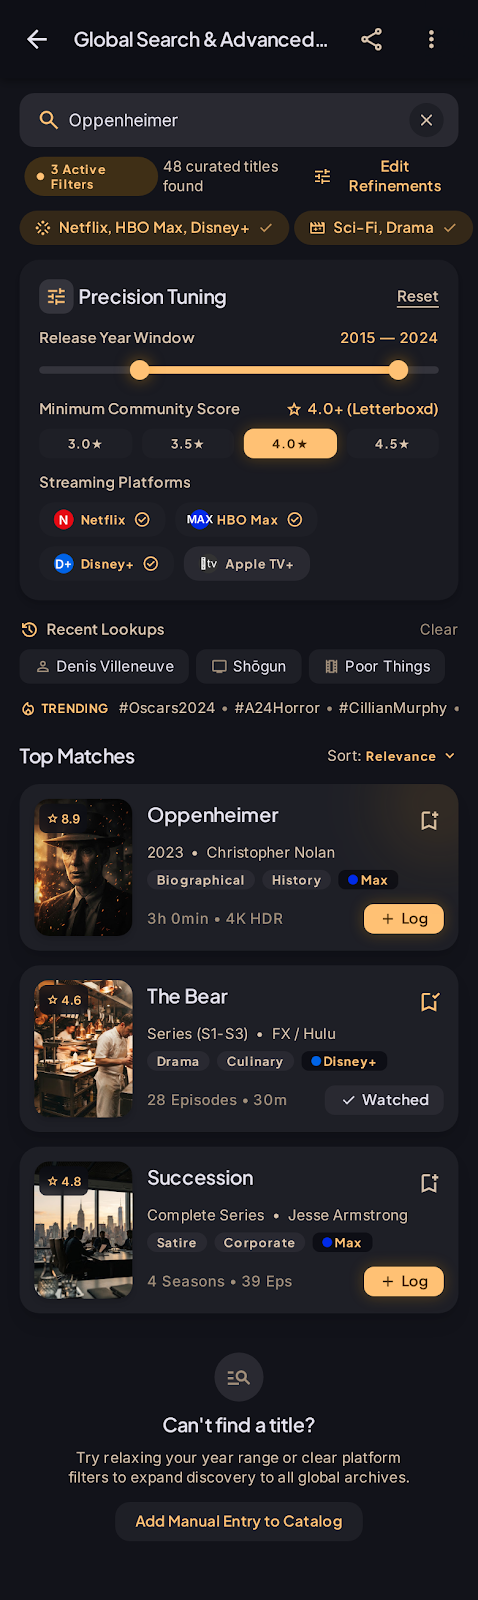 Global Search & Advanced...
Oppenheimer
3 Active
Filters
48 curated titles
found
Edit
Refinements
Netflix, HBO Max, Disney+
Sci-Fi, Drama
Precision Tuning
Reset
Release Year Window
2015 — 2024
Minimum Community Score
4.0+ (Letterboxd)
3.0★
3.5★
4.0★
4.5★
Streaming Platforms
N Netflix
MAX HBO Max
D+ Disney+
tv Apple TV+
Recent Lookups
Clear
Denis Villeneuve
Shōgun
Poor Things
TRENDING
#Oscars2024 • #A24Horror • #CillianMurphy •
Top Matches
Sort: Relevance
8.9
Oppenheimer
2023 • Christopher Nolan
Biographical
History
Max
3h 0min • 4K HDR
+ Log
4.6
The Bear
Series (S1-S3) • FX / Hulu
Drama
Culinary
Disney+
28 Episodes • 30m
Watched
4.8
Succession
Complete Series • Jesse Armstrong
Satire
Corporate
Max
4 Seasons • 39 Eps
+ Log
Can't find a title?
Try relaxing your year range or clear platform
filters to expand discovery to all global archives.
Add Manual Entry to Catalog